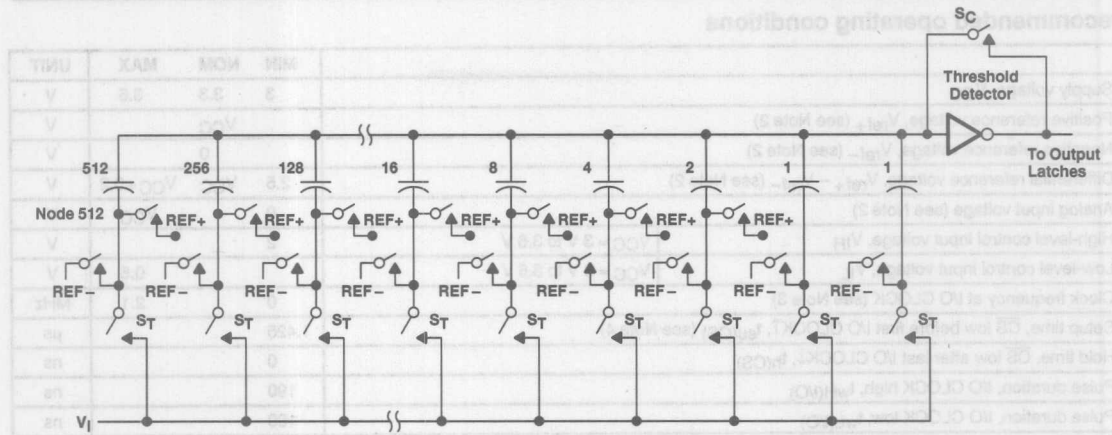 SC
Threshold
Detector
To Output
Latches
512 256 128 16 8 4 2 1 1
Node 512
REF+ REF+ REF+ REF+ REF+ REF+ REF+ REF+
REF− REF− REF− REF− REF− REF− REF− REF− REF−
ST ST ST ST ST ST ST ST ST
VI